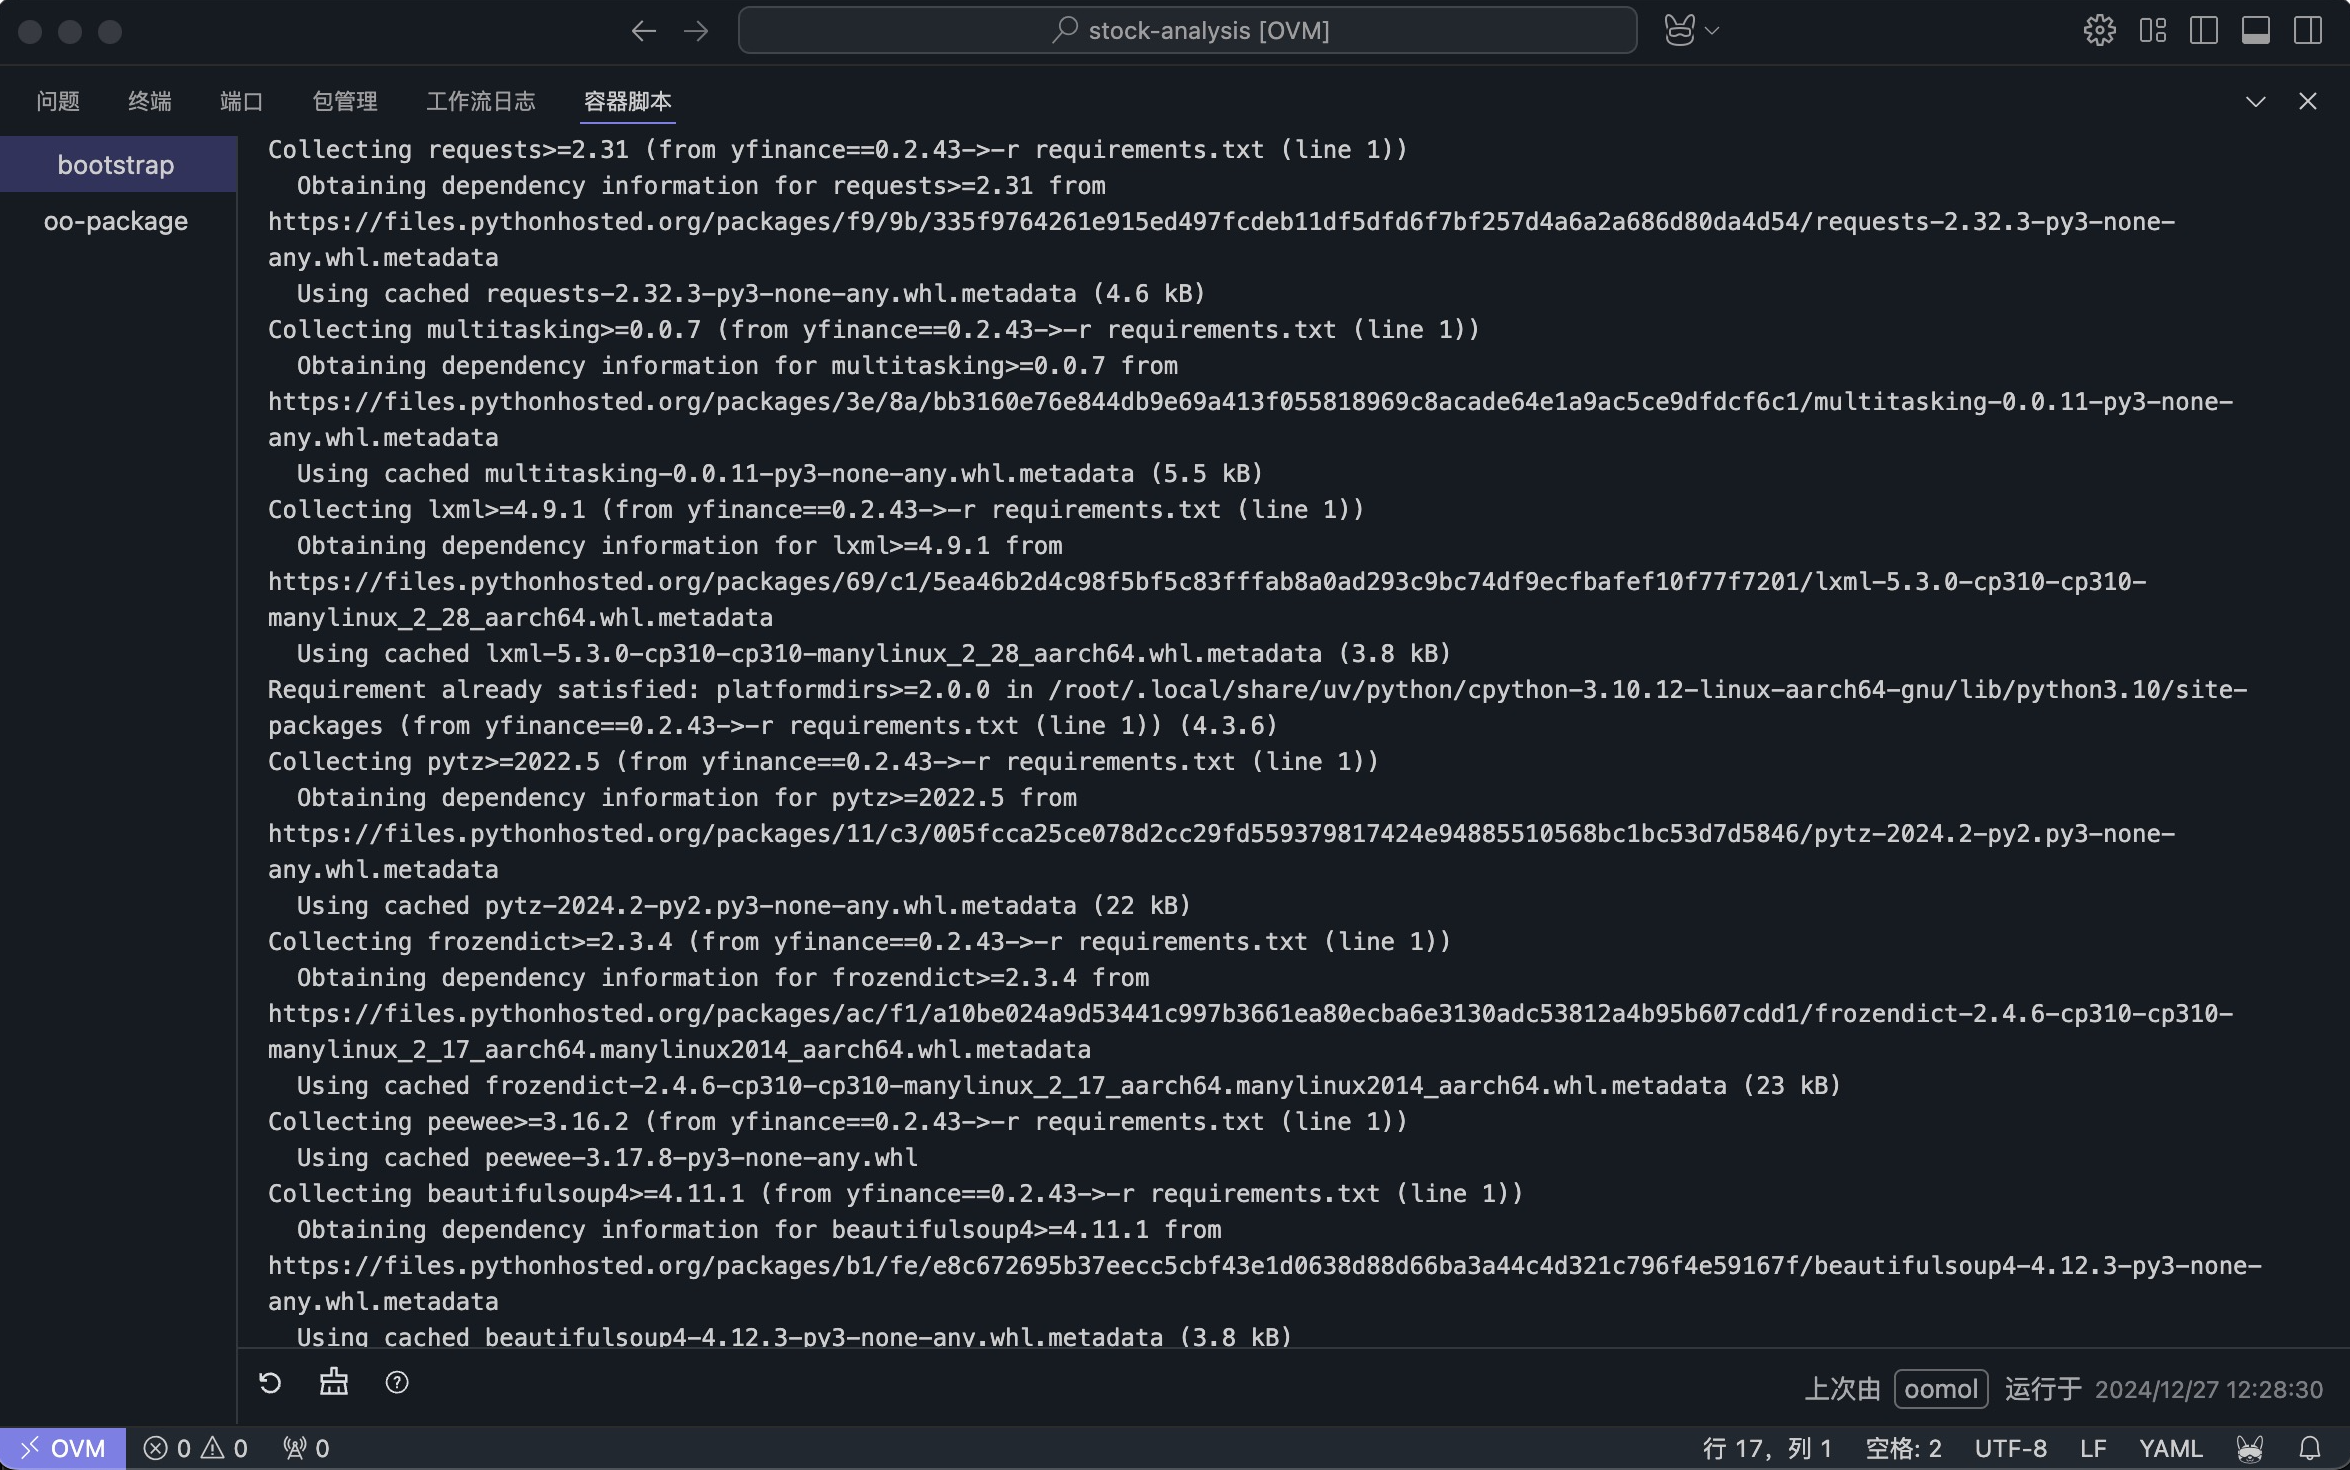 stock-analysis [OVM]
问题 终端 端口 包管理 工作流日志 容器脚本
bootstrap
oo-package
Collecting requests>=2.31 (from yfinance==0.2.43->-r requirements.txt (line 1))
Obtaining dependency information for requests>=2.31 from
https://files.pythonhosted.org/packages/f9/9b/335f9764261e915ed497fcdeb11df5dfd6f7bf257d4a6a2a686d80da4d54/requests-2.32.3-py3-none-
any.whl.metadata
Using cached requests-2.32.3-py3-none-any.whl.metadata (4.6 kB)
Collecting multitasking>=0.0.7 (from yfinance==0.2.43->-r requirements.txt (line 1))
Obtaining dependency information for multitasking>=0.0.7 from
https://files.pythonhosted.org/packages/3e/8a/bb3160e76e844db9e69a413f055818969c8acade64e1a9ac5ce9dfdcf6c1/multitasking-0.0.11-py3-none-
any.whl.metadata
Using cached multitasking-0.0.11-py3-none-any.whl.metadata (5.5 kB)
Collecting lxml>=4.9.1 (from yfinance==0.2.43->-r requirements.txt (line 1))
Obtaining dependency information for lxml>=4.9.1 from
https://files.pythonhosted.org/packages/69/c1/5ea46b2d4c98f5bf5c83fffab8a0ad293c9bc74df9ecfbafef10f77f7201/lxml-5.3.0-cp310-cp310-
manylinux_2_28_aarch64.whl.metadata
Using cached lxml-5.3.0-cp310-cp310-manylinux_2_28_aarch64.whl.metadata (3.8 kB)
Requirement already satisfied: platformdirs>=2.0.0 in /root/.local/share/uv/python/cpython-3.10.12-linux-aarch64-gnu/lib/python3.10/site-
packages (from yfinance==0.2.43->-r requirements.txt (line 1)) (4.3.6)
Collecting pytz>=2022.5 (from yfinance==0.2.43->-r requirements.txt (line 1))
Obtaining dependency information for pytz>=2022.5 from
https://files.pythonhosted.org/packages/11/c3/005fcca25ce078d2cc29fd559379817424e94885510568bc1bc53d7d5846/pytz-2024.2-py2.py3-none-
any.whl.metadata
Using cached pytz-2024.2-py2.py3-none-any.whl.metadata (22 kB)
Collecting frozendict>=2.3.4 (from yfinance==0.2.43->-r requirements.txt (line 1))
Obtaining dependency information for frozendict>=2.3.4 from
https://files.pythonhosted.org/packages/ac/f1/a10be024a9d53441c997b3661ea80ecba6e3130adc53812a4b95b607cdd1/frozendict-2.4.6-cp310-cp310-
manylinux_2_17_aarch64.manylinux2014_aarch64.whl.metadata
Using cached frozendict-2.4.6-cp310-cp310-manylinux_2_17_aarch64.manylinux2014_aarch64.whl.metadata (23 kB)
Collecting peewee>=3.16.2 (from yfinance==0.2.43->-r requirements.txt (line 1))
Using cached peewee-3.17.8-py3-none-any.whl
Collecting beautifulsoup4>=4.11.1 (from yfinance==0.2.43->-r requirements.txt (line 1))
Obtaining dependency information for beautifulsoup4>=4.11.1 from
https://files.pythonhosted.org/packages/b1/fe/e8c672695b37eecc5cbf43e1d0638d88d66ba3a44c4d321c796f4e59167f/beautifulsoup4-4.12.3-py3-none-
any.whl.metadata
Using cached beautifulsoup4-4.12.3-py3-none-any.whl.metadata (3.8 kB)
上次由 oomol 运行于 2024/12/27 12:28:30
OVM 0 0 0 行 17, 列 1 空格: 2 UTF-8 LF YAML